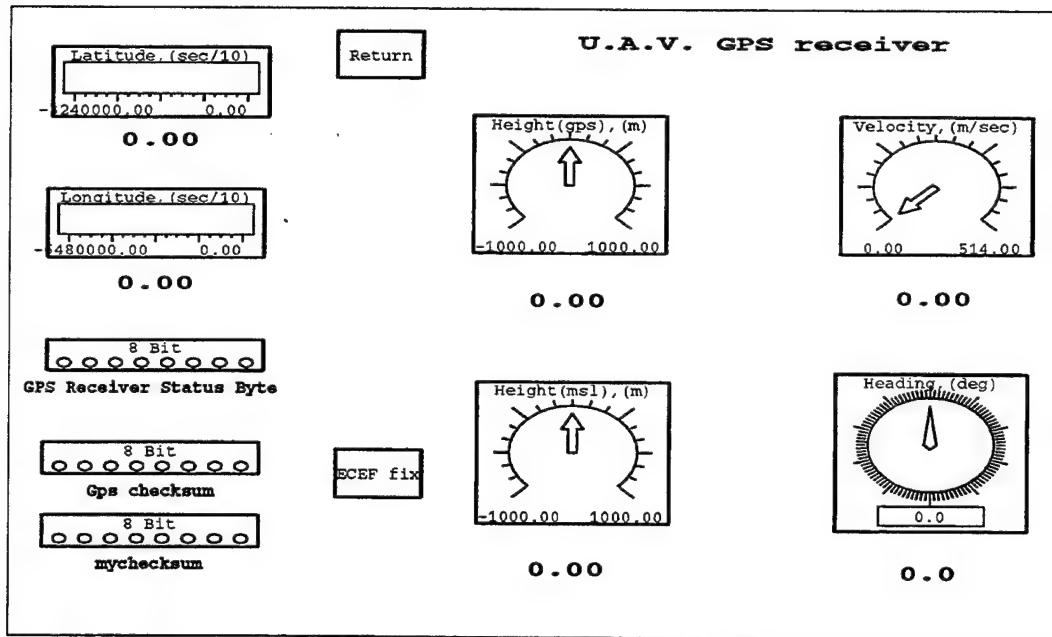 U.A.V. GPS receiver
Return
Latitude,(sec/10)
0.00
0.00
Longitude,(sec/10)
0.00
0.00
8 Bit
GPS Receiver Status Byte
8 Bit
Gps checksum
8 Bit
mychecksum
ECEF fix
Height(gps),(m)
-1000.00 1000.00
0.00
Height(msl),(m)
-1000.00 1000.00
0.00
Velocity,(m/sec)
0.00 514.00
0.00
Heading,(deg)
0.0
0.0